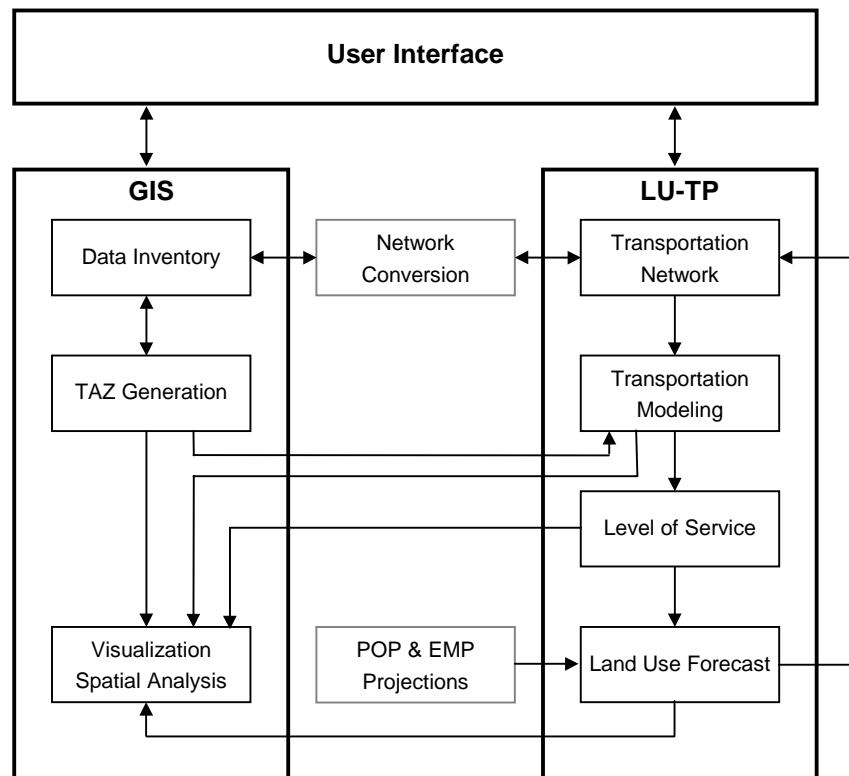 User Interface
GIS
LU-TP
Data Inventory
Network
Conversion
Transportation
Network
TAZ Generation
Transportation
Modeling
Level of Service
Visualization
Spatial Analysis
POP & EMP
Projections
Land Use Forecast